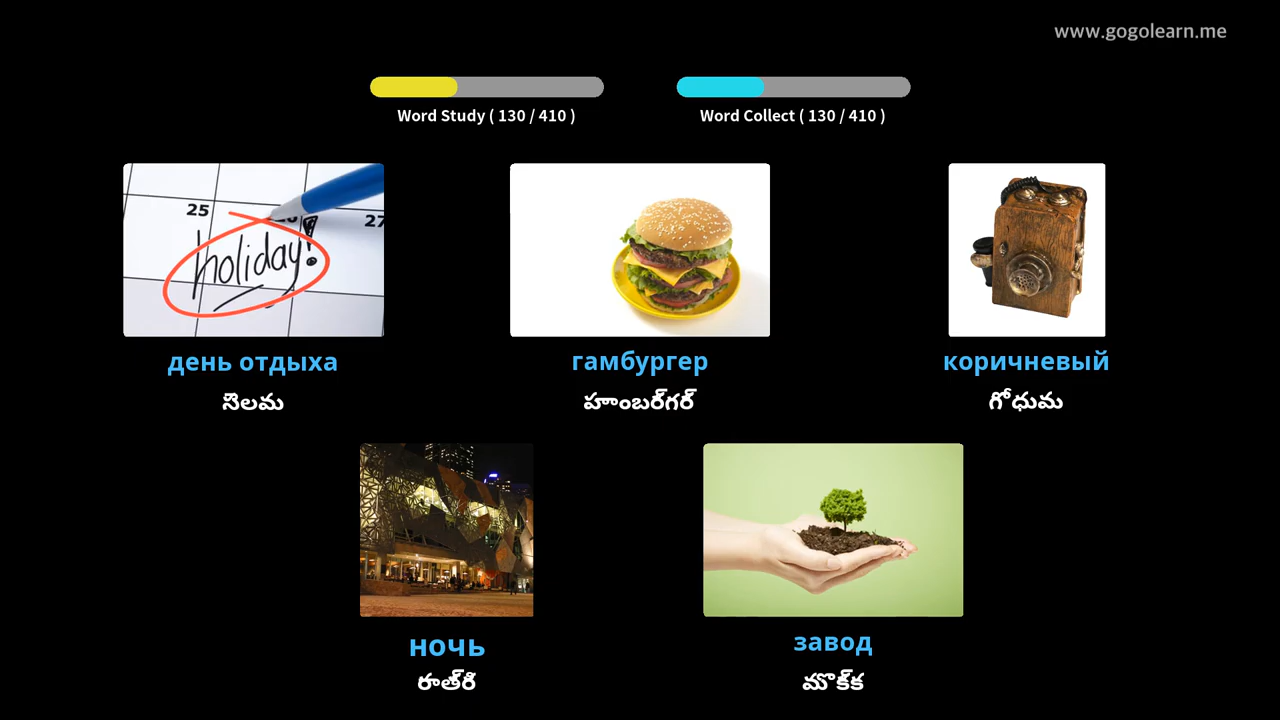 www.gogolearn.me
Word Study ( 130 / 410 )
Word Collect ( 130 / 410 )
25
27
holiday!
день отдыха
гамбургер
коричневый
సెలవు
హాంబర్గర్
గోధుమ
ночь
завод
రాత్రి
మొక్క